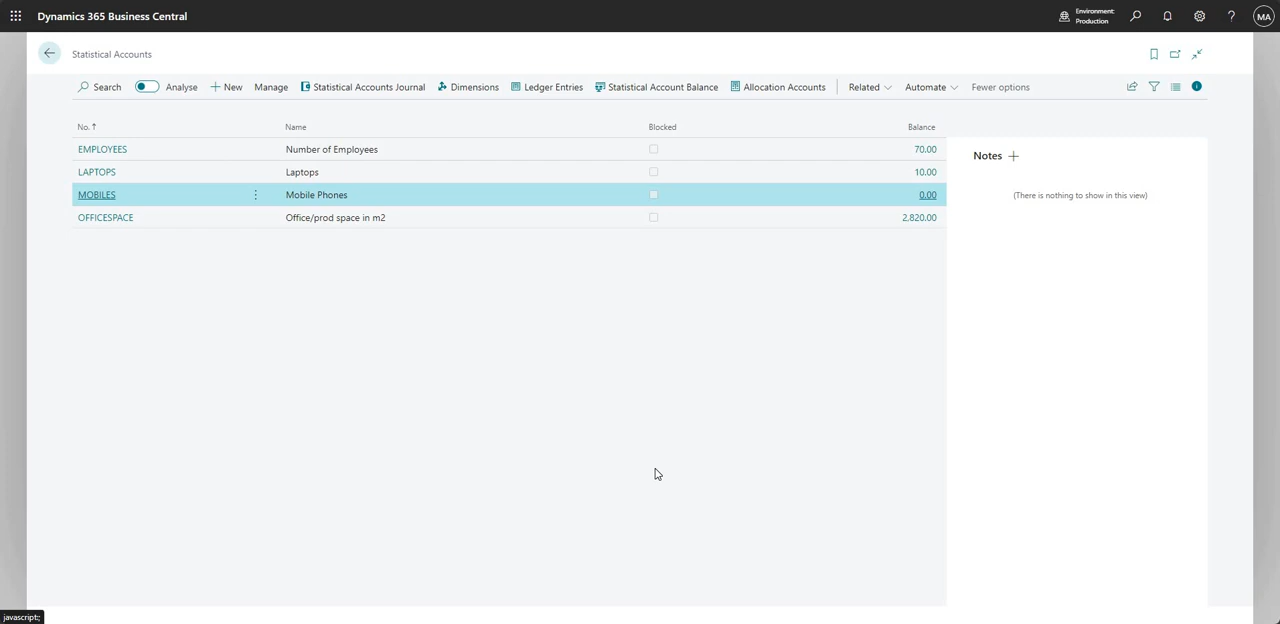 Dynamics 365 Business Central
Environment:
Production
MA
Statistical Accounts
Search Analyse New Manage Statistical Accounts Journal Dimensions Ledger Entries Statistical Account Balance Allocation Accounts Related Automate Fewer options
No. ↑ Name Blocked Balance
EMPLOYEES Number of Employees 70.00
LAPTOPS Laptops 10.00
MOBILES Mobile Phones 0.00
OFFICESPACE Office/prod space in m2 2,820.00
Notes
(There is nothing to show in this view)
javascript:;